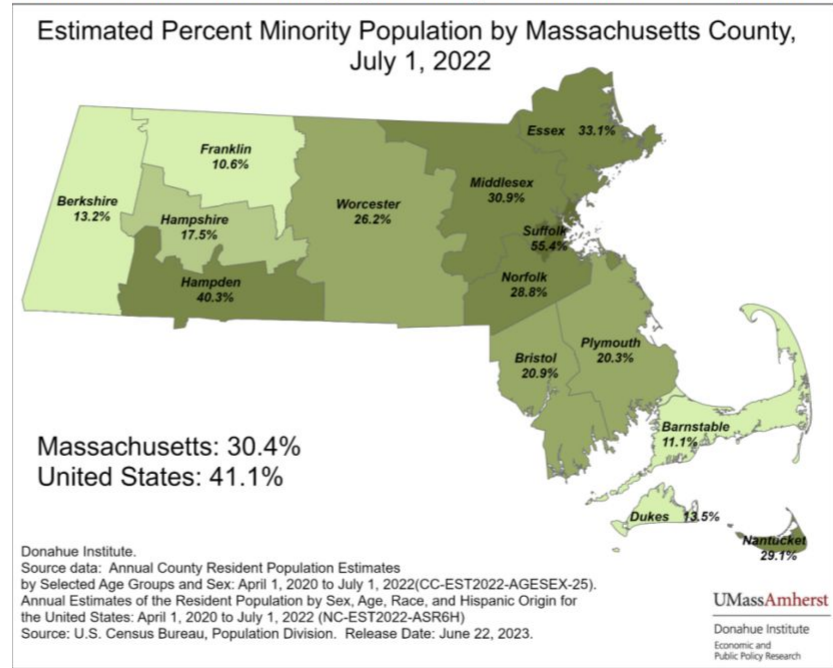 Estimated Percent Minority Population by Massachusetts County,
July 1, 2022
Essex 33.1%
Franklin
10.6%
Middlesex
30.9%
Berkshire
13.2%
Worcester
26.2%
Hampshire
17.5%
Suffolk
55.4%
Hampden
40.3%
Norfolk
28.8%
Plymouth
20.3%
Bristol
20.9%
Barnstable
11.1%
Massachusetts: 30.4%
United States: 41.1%
Dukes 13.5%
Nantucket
29.1%
Donahue Institute.
Source data: Annual County Resident Population Estimates
by Selected Age Groups and Sex: April 1, 2020 to July 1, 2022(CC-EST2022-AGESEX-25).
Annual Estimates of the Resident Population by Sex, Age, Race, and Hispanic Origin for
the United States: April 1, 2020 to July 1, 2022 (NC-EST2022-ASR6H)
Source: U.S. Census Bureau, Population Division. Release Date: June 22, 2023.
UMassAmherst
Donahue Institute
Economic and
Public Policy Research